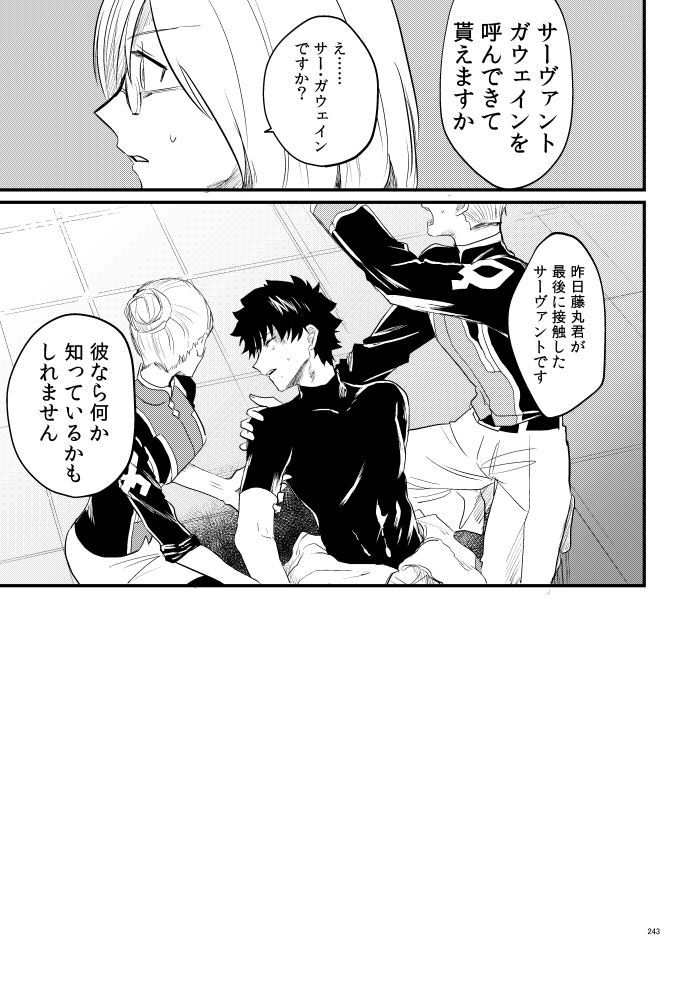 サーヴァント
ガウェインを
呼んできて
貰えますか
え……
サー・ガウェイン
ですか？
昨日藤丸君が
最後に接触した
サーヴァントです
彼なら何か
知っているかも
しれません
243